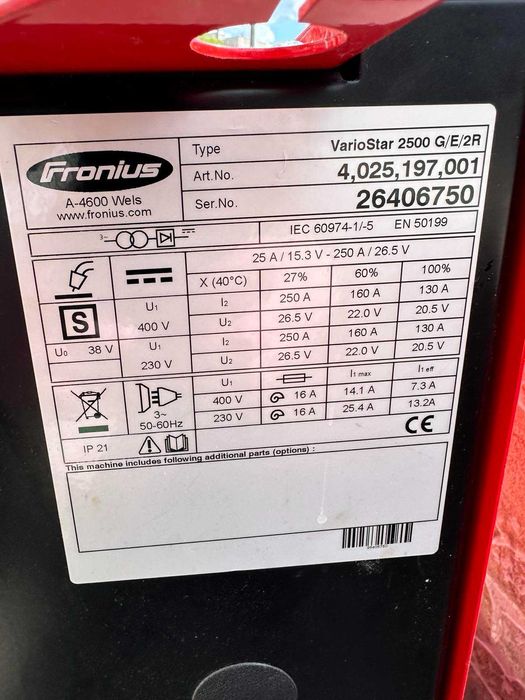 Fronius
A-4600 Wels
www.fronius.com
Type VarioStar 2500 G/E/2R
Art.No. 4,025,197,001
Ser.No. 26406750
3~
IEC 60974-1/-5 EN 50199
25 A / 15.3 V - 250 A / 26.5 V
X (40°C) 27% 60% 100%
S
U0 38 V
U1
400 V
I2 250 A 160 A 130 A
U2 26.5 V 22.0 V 20.5 V
U1
230 V
I2 250 A 160 A 130 A
U2 26.5 V 22.0 V 20.5 V
3~
50-60Hz
U1 I1 max I1 eff
400 V 16 A 14.1 A 7.3 A
230 V 16 A 25.4 A 13.2A
IP 21
CE
This machine includes following additional parts (options) :
26406750